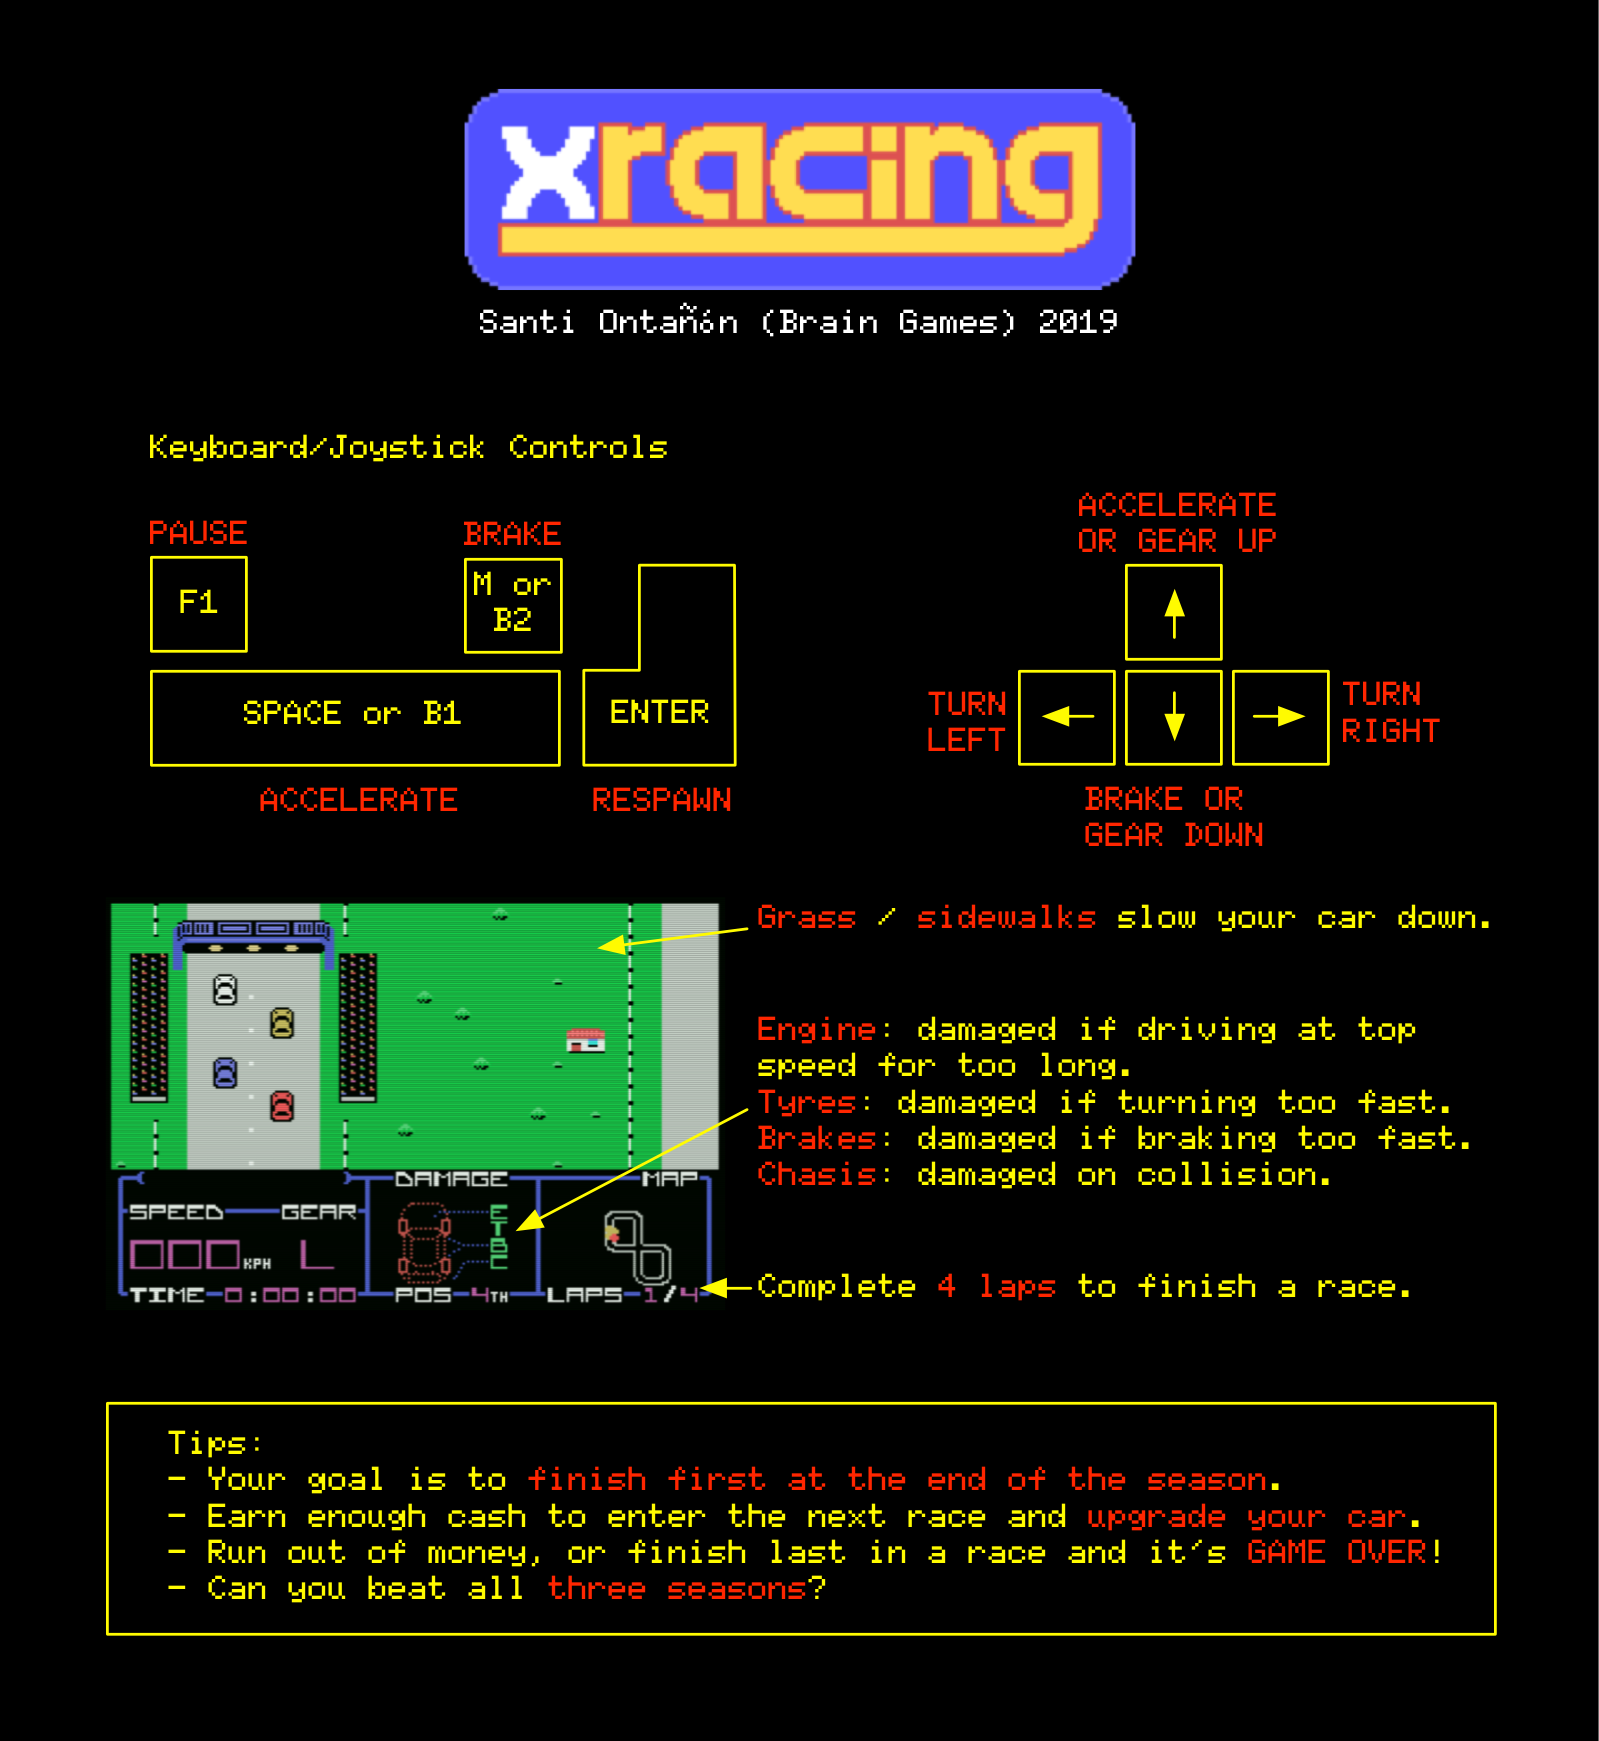 xracing
Santi Ontañón (Brain Games) 2019
Keyboard/Joystick Controls
PAUSE
BRAKE
F1
M or
B2
SPACE or B1
ENTER
ACCELERATE
RESPAWN
ACCELERATE
OR GEAR UP
TURN
LEFT
TURN
RIGHT
BRAKE OR
GEAR DOWN
Grass / sidewalks slow your car down.
Engine: damaged if driving at top
speed for too long.
Tyres: damaged if turning too fast.
Brakes: damaged if braking too fast.
Chasis: damaged on collision.
Complete 4 laps to finish a race.
DAMAGE
MAP
SPEED GEAR
E
T
B
C
000 KPH L
TIME 0:00:00
POS 4TH
LAPS 1/4
Tips:
- Your goal is to finish first at the end of the season.
- Earn enough cash to enter the next race and upgrade your car.
- Run out of money, or finish last in a race and it's GAME OVER!
- Can you beat all three seasons?